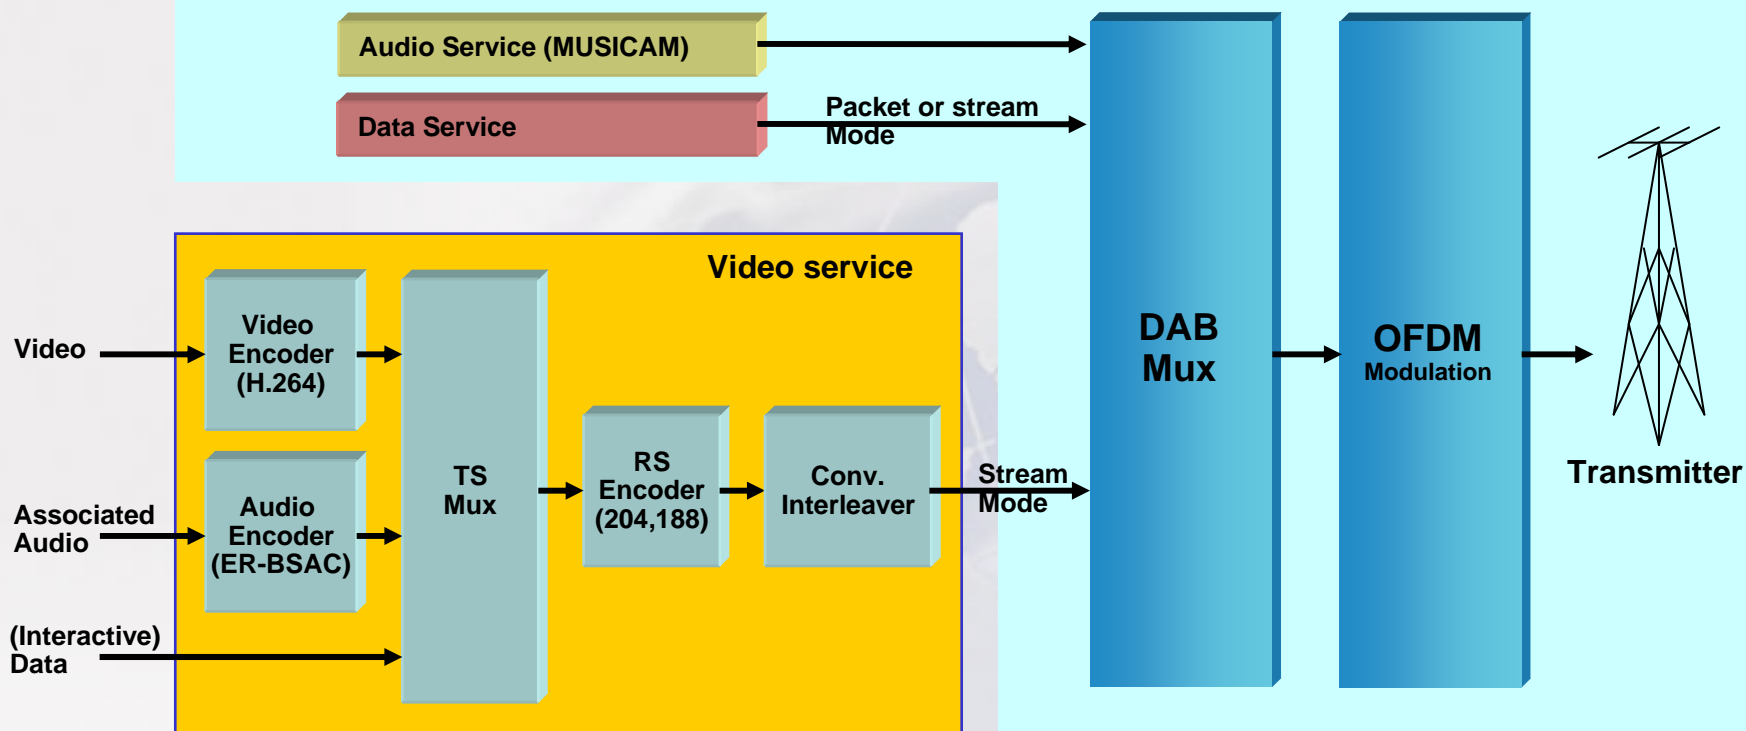 Audio Service (MUSICAM)
Data Service
Packet or stream
Mode
Video service
Video
Video
Encoder
(H.264)
Associated
Audio
Audio
Encoder
(ER-BSAC)
(Interactive)
Data
TS
Mux
RS
Encoder
(204,188)
Conv.
Interleaver
Stream
Mode
DAB
Mux
OFDM
Modulation
Transmitter